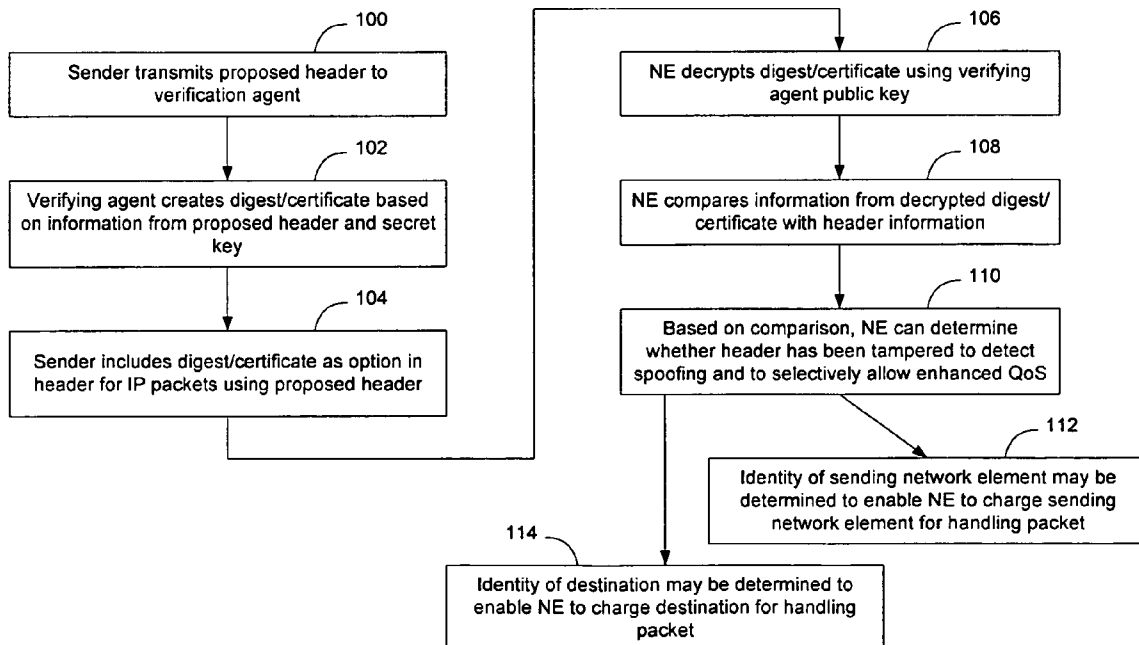 100
Sender transmits proposed header to
verification agent
102
Verifying agent creates digest/certificate based
on information from proposed header and secret
key
104
Sender includes digest/certificate as option in
header for IP packets using proposed header
106
NE decrypts digest/certificate using verifying
agent public key
108
NE compares information from decrypted digest/
certificate with header information
110
Based on comparison, NE can determine
whether header has been tampered to detect
spoofing and to selectively allow enhanced QoS
112
Identity of sending network element may be
determined to enable NE to charge sending
network element for handling packet
114
Identity of destination may be determined to
enable NE to charge destination for handling
packet